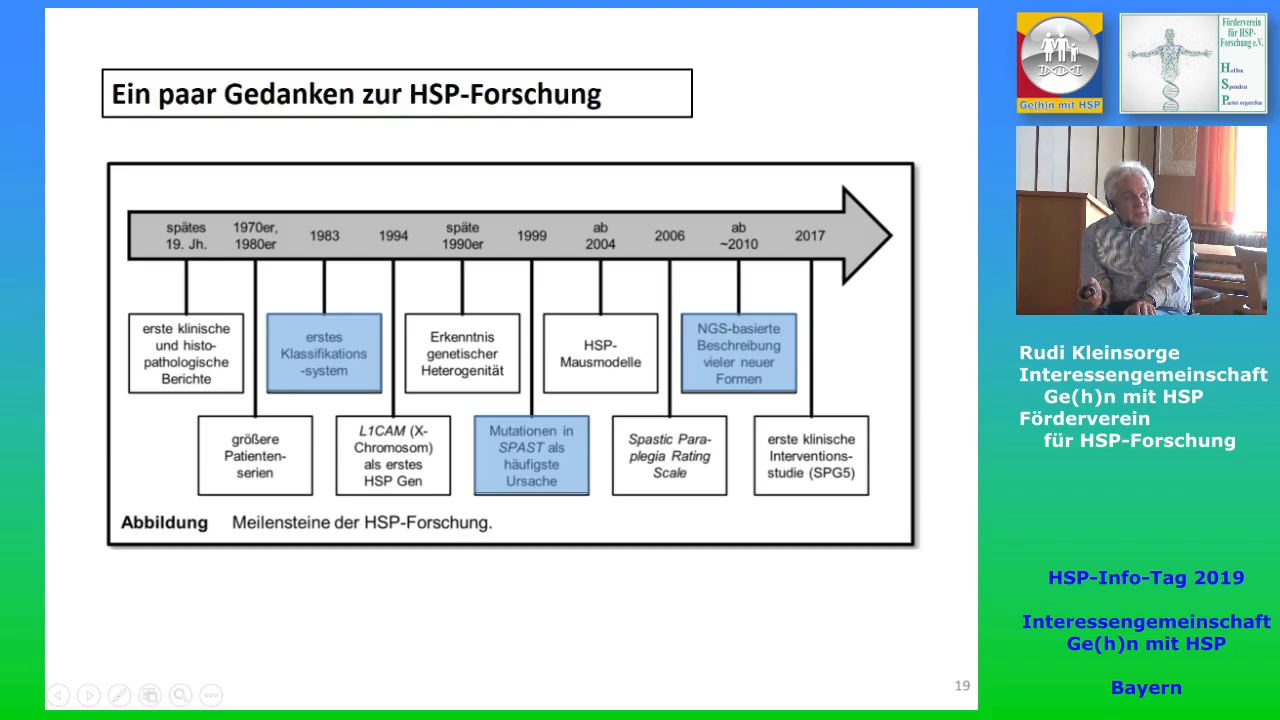 Ein paar Gedanken zur HSP-Forschung
spätes
19. Jh.
1970er,
1980er
1983
1994
späte
1990er
1999
ab
2004
2006
ab
~2010
2017
erste klinische
und histo-
pathologische
Berichte
erstes
Klassifikations
-system
Erkenntnis
genetischer
Heterogenität
HSP-
Mausmodelle
NGS-basierte
Beschreibung
vieler neuer
Formen
größere
Patienten-
serien
L1CAM (X-
Chromosom)
als erstes
HSP Gen
Mutationen in
SPAST als
häufigste
Ursache
Spastic Para-
plegia Rating
Scale
erste klinische
Interventions-
studie (SPG5)
Abbildung Meilensteine der HSP-Forschung.
19
Ge(h)n mit HSP
Förderverein
für HSP-
Forschung e.V.
Helfen
Spenden
Partei ergreifen
Rudi Kleinsorge
Interessengemeinschaft
Ge(h)n mit HSP
Förderverein
für HSP-Forschung
HSP-Info-Tag 2019
Interessengemeinschaft
Ge(h)n mit HSP
Bayern